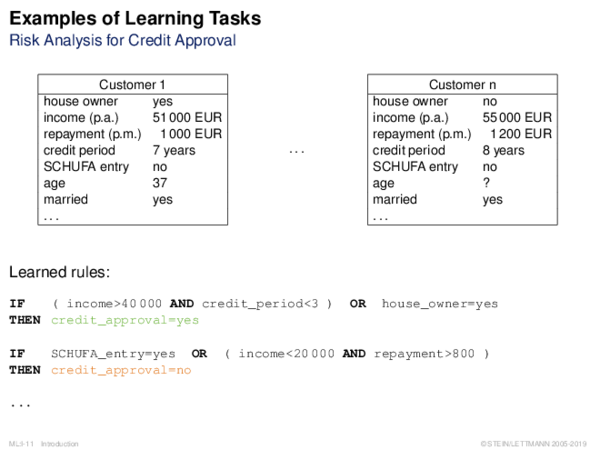 Examples of Learning Tasks
Risk Analysis for Credit Approval
Customer 1
house owner yes
income (p.a.) 51 000 EUR
repayment (p.m.) 1 000 EUR
credit period 7 years
SCHUFA entry no
age 37
married yes
...
...
Customer n
house owner no
income (p.a.) 55 000 EUR
repayment (p.m.) 1 200 EUR
credit period 8 years
SCHUFA entry no
age ?
married yes
...
Learned rules:
IF ( income>40 000 AND credit_period<3 ) OR house_owner=yes
THEN credit_approval=yes
IF SCHUFA_entry=yes OR ( income<20 000 AND repayment>800 )
THEN credit_approval=no
...
ML:I-11 Introduction © STEIN/LETTMANN 2005-2019